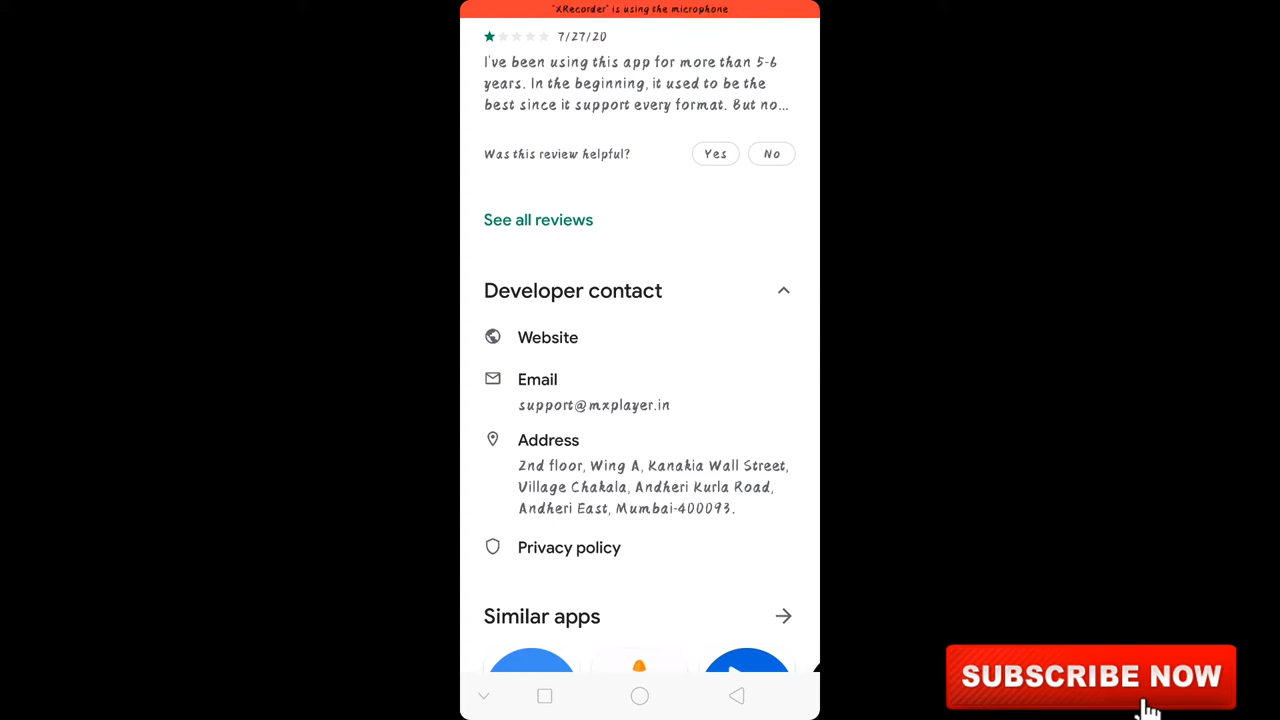 "XRecorder" is using the microphone
7/27/20
I've been using this app for more than 5-6
years. In the beginning, it used to be the
best since it support every format. But no...
Was this review helpful?
Yes
No
See all reviews
Developer contact
Website
Email
support@mxplayer.in
Address
2nd floor, Wing A, Kanakia Wall Street,
Village Chakala, Andheri Kurla Road,
Andheri East, Mumbai-400093.
Privacy policy
Similar apps
SUBSCRIBE NOW